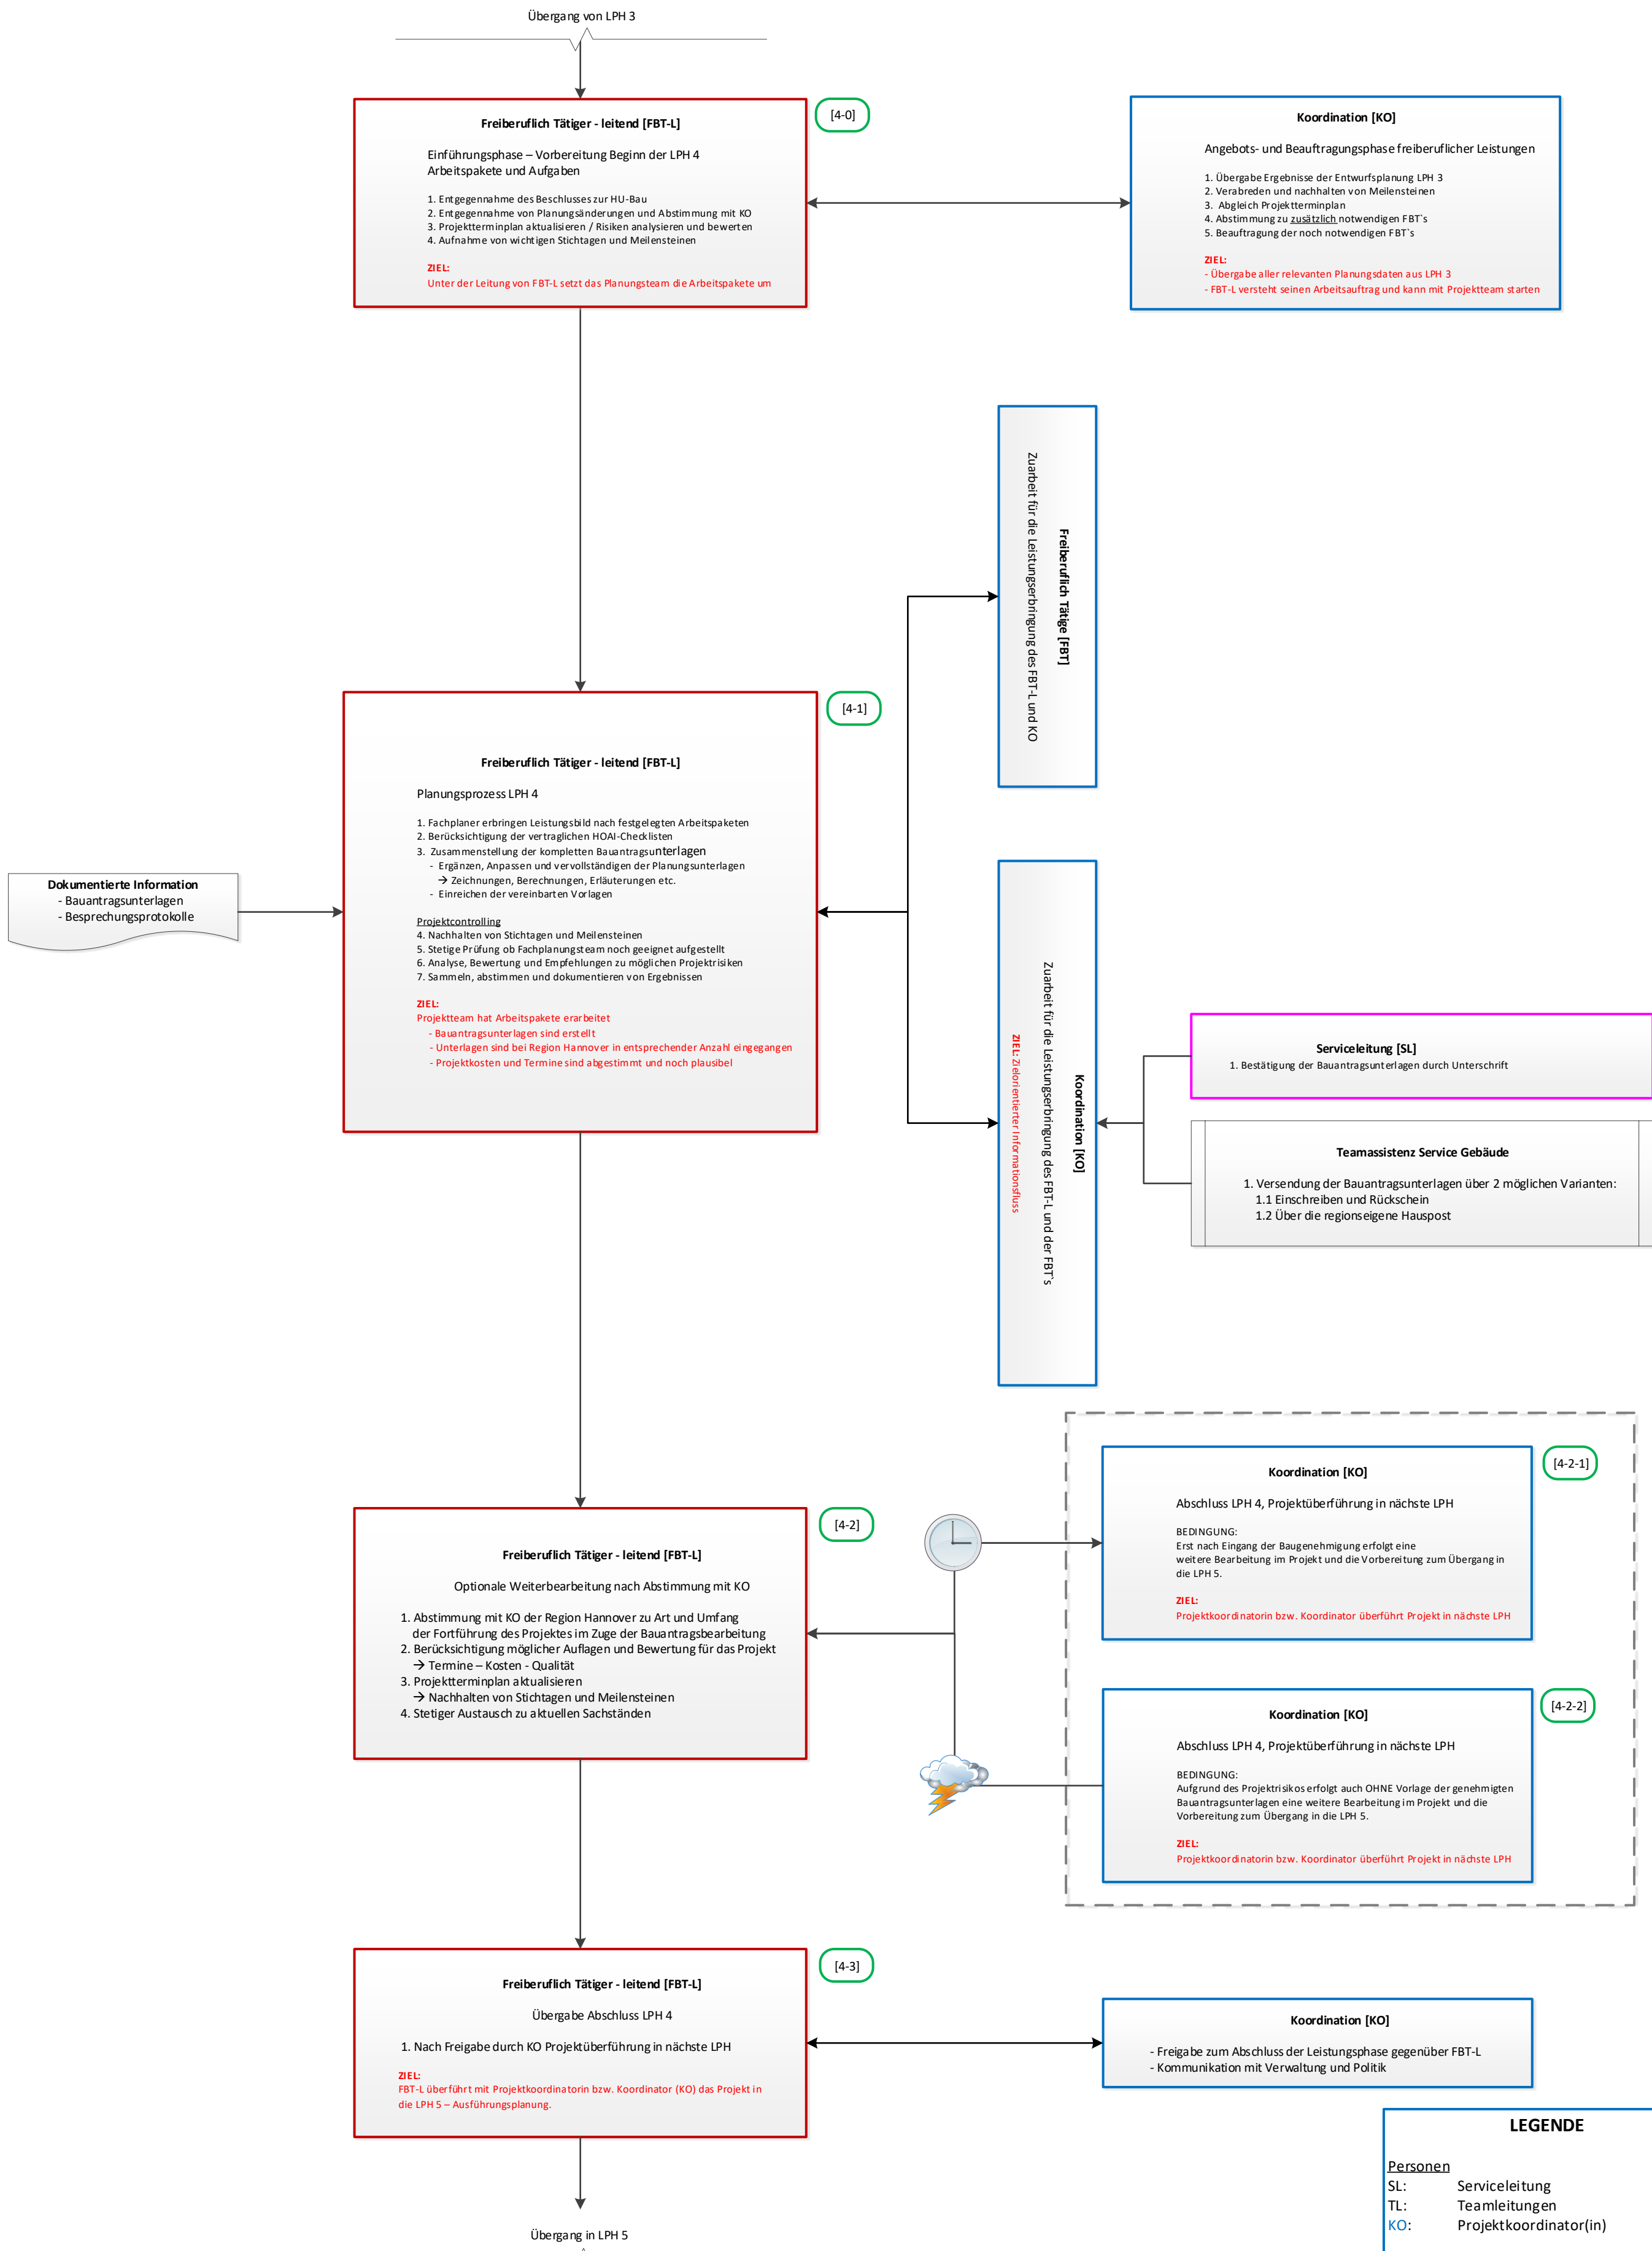 Übergang von LPH 3
Freiberuflich Tätiger - leitend [FBT-L]
Einführungsphase – Vorbereitung Beginn der LPH 4
Arbeitspakete und Aufgaben
1. Entgegennahme des Beschlusses zur HU-Bau
2. Entgegennahme von Planungsänderungen und Abstimmung mit KO
3. Projektterminplan aktualisieren / Risiken analysieren und bewerten
4. Aufnahme von wichtigen Stichtagen und Meilensteinen
ZIEL:
Unter der Leitung von FBT-L setzt das Planungsteam die Arbeitspakete um
[4-0]
Koordination [KO]
Angebots- und Beauftragungsphase freiberuflicher Leistungen
1. Übergabe Ergebnisse der Entwurfsplanung LPH 3
2. Verabreden und nachhalten von Meilensteinen
3. Abgleich Projektterminplan
4. Abstimmung zu zusätzlich notwendigen FBT`s
5. Beauftragung der noch notwendigen FBT`s
ZIEL:
- Übergabe aller relevanten Planungsdaten aus LPH 3
- FBT-L versteht seinen Arbeitsauftrag und kann mit Projektteam starten
Freiberuflich Tätige [FBT]
Zuarbeit für die Leistungserbringung des FBT-L und KO
[4-1]
Freiberuflich Tätiger - leitend [FBT-L]
Planungsprozess LPH 4
1. Fachplaner erbringen Leistungsbild nach festgelegten Arbeitspaketen
2. Berücksichtigung der vertraglichen HOAI-Checklisten
3. Zusammenstellung der kompletten Bauantragsunterlagen
- Ergänzen, Anpassen und vervollständigen der Planungsunterlagen
→ Zeichnungen, Berechnungen, Erläuterungen etc.
- Einreichen der vereinbarten Vorlagen
Projektcontrolling
4. Nachhalten von Stichtagen und Meilensteinen
5. Stetige Prüfung ob Fachplanungsteam noch geeignet aufgestellt
6. Analyse, Bewertung und Empfehlungen zu möglichen Projektrisiken
7. Sammeln, abstimmen und dokumentieren von Ergebnissen
ZIEL:
Projektteam hat Arbeitspakete erarbeitet
- Bauantragsunterlagen sind erstellt
- Unterlagen sind bei Region Hannover in entsprechender Anzahl eingegangen
- Projektkosten und Termine sind abgestimmt und noch plausibel
Dokumentierte Information
- Bauantragsunterlagen
- Besprechungsprotokolle
Koordination [KO]
Zuarbeit für die Leistungserbringung des FBT-L und der FBT`s
ZIEL: Zielorientierter Informationsfluss
Serviceleitung [SL]
1. Bestätigung der Bauantragsunterlagen durch Unterschrift
Teamassistenz Service Gebäude
1. Versendung der Bauantragsunterlagen über 2 möglichen Varianten:
1.1 Einschreiben und Rückschein
1.2 Über die regionseigene Hauspost
[4-2]
Freiberuflich Tätiger - leitend [FBT-L]
Optionale Weiterbearbeitung nach Abstimmung mit KO
1. Abstimmung mit KO der Region Hannover zu Art und Umfang
der Fortführung des Projektes im Zuge der Bauantragsbearbeitung
2. Berücksichtigung möglicher Auflagen und Bewertung für das Projekt
→ Termine – Kosten - Qualität
3. Projektterminplan aktualisieren
→ Nachhalten von Stichtagen und Meilensteinen
4. Stetiger Austausch zu aktuellen Sachständen
[4-2-1]
Koordination [KO]
Abschluss LPH 4, Projektüberführung in nächste LPH
BEDINGUNG:
Erst nach Eingang der Baugenehmigung erfolgt eine
weitere Bearbeitung im Projekt und die Vorbereitung zum Übergang in
die LPH 5.
ZIEL:
Projektkoordinatorin bzw. Koordinator überführt Projekt in nächste LPH
[4-2-2]
Koordination [KO]
Abschluss LPH 4, Projektüberführung in nächste LPH
BEDINGUNG:
Aufgrund des Projektrisikos erfolgt auch OHNE Vorlage der genehmigten
Bauantragsunterlagen eine weitere Bearbeitung im Projekt und die
Vorbereitung zum Übergang in die LPH 5.
ZIEL:
Projektkoordinatorin bzw. Koordinator überführt Projekt in nächste LPH
[4-3]
Freiberuflich Tätiger - leitend [FBT-L]
Übergabe Abschluss LPH 4
1. Nach Freigabe durch KO Projektüberführung in nächste LPH
ZIEL:
FBT-L überführt mit Projektkoordinatorin bzw. Koordinator (KO) das Projekt in
die LPH 5 – Ausführungsplanung.
Koordination [KO]
- Freigabe zum Abschluss der Leistungsphase gegenüber FBT-L
- Kommunikation mit Verwaltung und Politik
LEGENDE
Personen
SL: Serviceleitung
TL: Teamleitungen
KO: Projektkoordinator(in)
Übergang in LPH 5